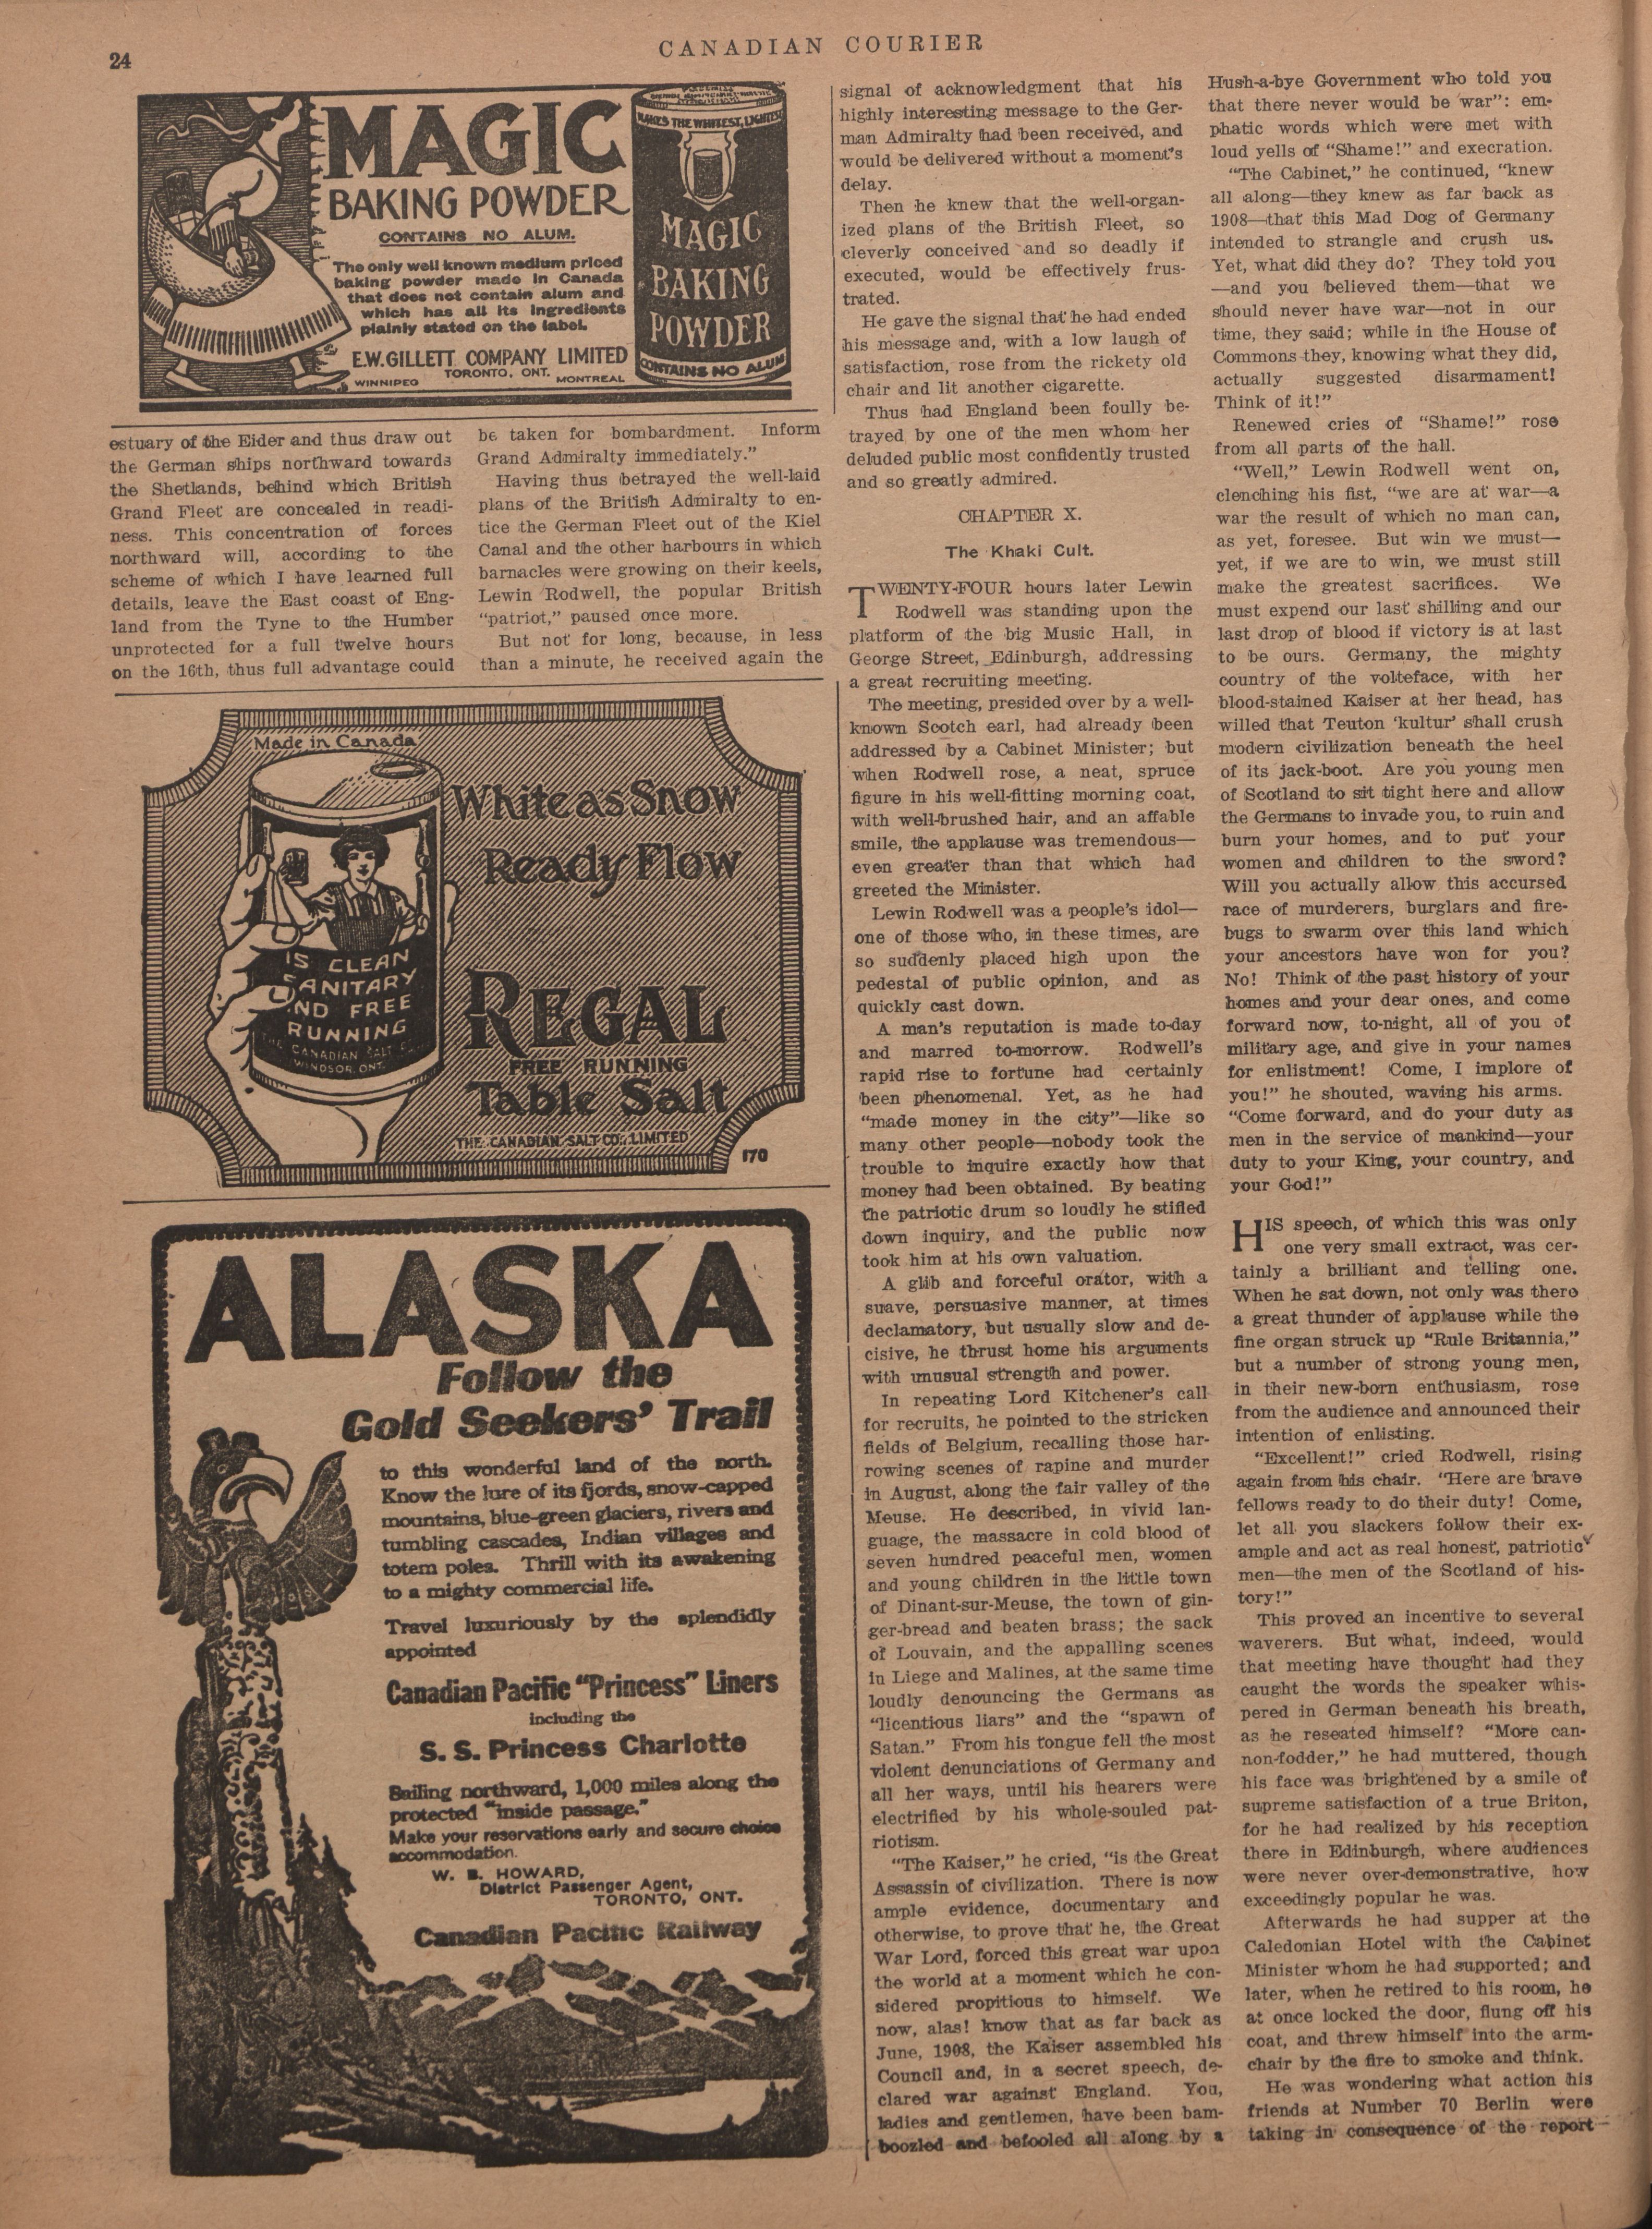 24
CANADIAN COURIER
MAGIC
BAKING POWDER
CONTAINS NO ALUM.
The only well known medium priced
baking powder made in Canada
that does not contain alum and
which has all its ingredients
plainly stated on the label.
E.W. GILLETT COMPANY LIMITED
TORONTO, ONT.
WINNIPEG
MONTREAL
MAKES THE WHITEST, LIGHTEST
MAGIC
BAKING
POWDER
CONTAINS NO ALUM
estuary of the Eider and thus draw out
the German ships northward towards
the Shetlands, behind which British
Grand Fleet are concealed in readi-
ness. This concentration of forces
northward will, according to the
scheme of which I have learned full
details, leave the East coast of Eng-
land from the Tyne to the Humber
unprotected for a full twelve hours
on the 16th, thus full advantage could
be taken for bombardment. Inform
Grand Admiralty immediately."
Having thus betrayed the well-laid
plans of the British Admiralty to en-
tice the German Fleet out of the Kiel
Canal and the other harbours in which
barnacles were growing on their keels,
Lewin Rodwell, the popular British
"patriot," paused once more.
But not for long, because, in less
than a minute, he received again the
Made in Canada
White as Snow
Ready Flow
IS CLEAN
SANITARY
AND FREE
RUNNING
THE CANADIAN SALT CO.
WINDSOR, ONT.
REGAL
FREE RUNNING
Table Salt
THE CANADIAN SALT CO., LIMITED
170
ALASKA
Follow the
Gold Seekers' Trail
to this wonderful land of the north.
Know the lure of its fjords, snow-capped
mountains, blue-green glaciers, rivers and
tumbling cascades, Indian villages and
totem poles. Thrill with its awakening
to a mighty commercial life.
Travel luxuriously by the splendidly
appointed
Canadian Pacific "Princess" Liners
including the
S. S. Princess Charlotte
Sailing northward, 1,000 miles along the
protected "inside passage."
Make your reservations early and secure choice
accommodation.
W. B. HOWARD,
District Passenger Agent,
TORONTO, ONT.
Canadian Pacific Railway
signal of acknowledgment that his
highly interesting message to the Ger-
man Admiralty had been received, and
would be delivered without a moment's
delay.
Then he knew that the well-organ-
ized plans of the British Fleet, so
cleverly conceived and so deadly if
executed, would be effectively frus-
trated.
He gave the signal that he had ended
his message and, with a low laugh of
satisfaction, rose from the rickety old
chair and lit another cigarette.
Thus had England been foully be-
trayed by one of the men whom her
deluded public most confidently trusted
and so greatly admired.
CHAPTER X.
The Khaki Cult.
TWENTY-FOUR hours later Lewin
Rodwell was standing upon the
platform of the big Music Hall, in
George Street, Edinburgh, addressing
a great recruiting meeting.
The meeting, presided over by a well-
known Scotch earl, had already been
addressed by a Cabinet Minister; but
when Rodwell rose, a neat, spruce
figure in his well-fitting morning coat,
with well-brushed hair, and an affable
smile, the applause was tremendous—
even greater than that which had
greeted the Minister.
Lewin Rodwell was a people's idol—
one of those who, in these times, are
so suddenly placed high upon the
pedestal of public opinion, and as
quickly cast down.
A man's reputation is made to-day
and marred to-morrow. Rodwell's
rapid rise to fortune had certainly
been phenomenal. Yet, as he had
"made money in the city"—like so
many other people—nobody took the
trouble to inquire exactly how that
money had been obtained. By beating
the patriotic drum so loudly he stifled
down inquiry, and the public now
took him at his own valuation.
A glib and forceful orator, with a
suave, persuasive manner, at times
declamatory, but usually slow and de-
cisive, he thrust home his arguments
with unusual strength and power.
In repeating Lord Kitchener's call
for recruits, he pointed to the stricken
fields of Belgium, recalling those har-
rowing scenes of rapine and murder
in August, along the fair valley of the
Meuse. He described, in vivid lan-
guage, the massacre in cold blood of
seven hundred peaceful men, women
and young children in the little town
of Dinant-sur-Meuse, the town of gin-
ger-bread and beaten brass; the sack
of Louvain, and the appalling scenes
in Liege and Malines, at the same time
loudly denouncing the Germans as
"licentious liars" and the "spawn of
Satan." From his tongue fell the most
violent denunciations of Germany and
all her ways, until his hearers were
electrified by his whole-souled pat-
riotism.
"The Kaiser," he cried, "is the Great
Assassin of civilization. There is now
ample evidence, documentary and
otherwise, to prove that he, the Great
War Lord, forced this great war upon
the world at a moment which he con-
sidered propitious to himself. We
now, alas! know that as far back as
June, 1908, the Kaiser assembled his
Council and, in a secret speech, de-
clared war against England. You,
ladies and gentlemen, have been bam-
boozled and befooled all along by a
Hush-a-bye Government who told you
that there never would be war": em-
phatic words which were met with
loud yells of "Shame!" and execration.
"The Cabinet," he continued, "knew
all along—they knew as far back as
1908—that this Mad Dog of Germany
intended to strangle and crush us.
Yet, what did they do? They told you
—and you believed them—that we
should never have war—not in our
time, they said; while in the House of
Commons they, knowing what they did,
actually suggested disarmament!
Think of it!"
Renewed cries of "Shame!" rose
from all parts of the hall.
"Well," Lewin Rodwell went on,
clenching his fist, "we are at war—a
war the result of which no man can,
as yet, foresee. But win we must—
yet, if we are to win, we must still
make the greatest sacrifices. We
must expend our last shilling and our
last drop of blood if victory is at last
to be ours. Germany, the mighty
country of the volteface, with her
blood-stained Kaiser at her head, has
willed that Teuton 'kultur' shall crush
modern civilization beneath the heel
of its jack-boot. Are you young men
of Scotland to sit tight here and allow
the Germans to invade you, to ruin and
burn your homes, and to put your
women and children to the sword?
Will you actually allow this accursed
race of murderers, burglars and fire-
bugs to swarm over this land which
your ancestors have won for you?
No! Think of the past history of your
homes and your dear ones, and come
forward now, to-night, all of you of
military age, and give in your names
for enlistment! Come, I implore of
you!" he shouted, waving his arms.
"Come forward, and do your duty as
men in the service of mankind—your
duty to your King, your country, and
your God!"
HIS speech, of which this was only
one very small extract, was cer-
tainly a brilliant and telling one.
When he sat down, not only was there
a great thunder of applause while the
fine organ struck up "Rule Britannia,"
but a number of strong young men,
in their new-born enthusiasm, rose
from the audience and announced their
intention of enlisting.
"Excellent!" cried Rodwell, rising
again from his chair. "Here are brave
fellows ready to do their duty! Come,
let all you slackers follow their ex-
ample and act as real honest, patriotic
men—the men of the Scotland of his-
tory!"
This proved an incentive to several
waverers. But what, indeed, would
that meeting have thought had they
caught the words the speaker whis-
pered in German beneath his breath,
as he reseated himself? "More can-
non-fodder," he had muttered, though
his face was brightened by a smile of
supreme satisfaction of a true Briton,
for he had realized by his reception
there in Edinburgh, where audiences
were never over-demonstrative, how
exceedingly popular he was.
Afterwards he had supper at the
Caledonian Hotel with the Cabinet
Minister whom he had supported; and
later, when he retired to his room, he
at once locked the door, flung off his
coat, and threw himself into the arm-
chair by the fire to smoke and think.
He was wondering what action his
friends at Number 70 Berlin were
taking in consequence of the report